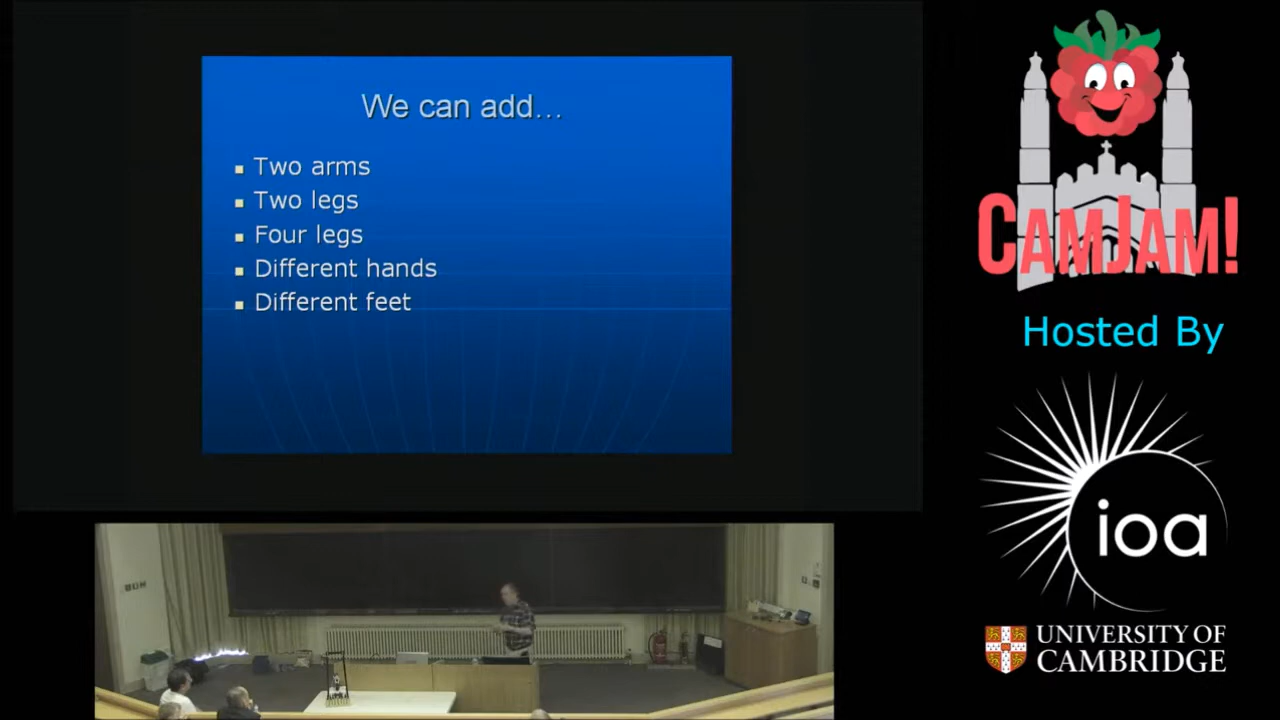 We can add...
Two arms
Two legs
Four legs
Different hands
Different feet
CAMJAM!
Hosted By
ioa
UNIVERSITY OF
CAMBRIDGE